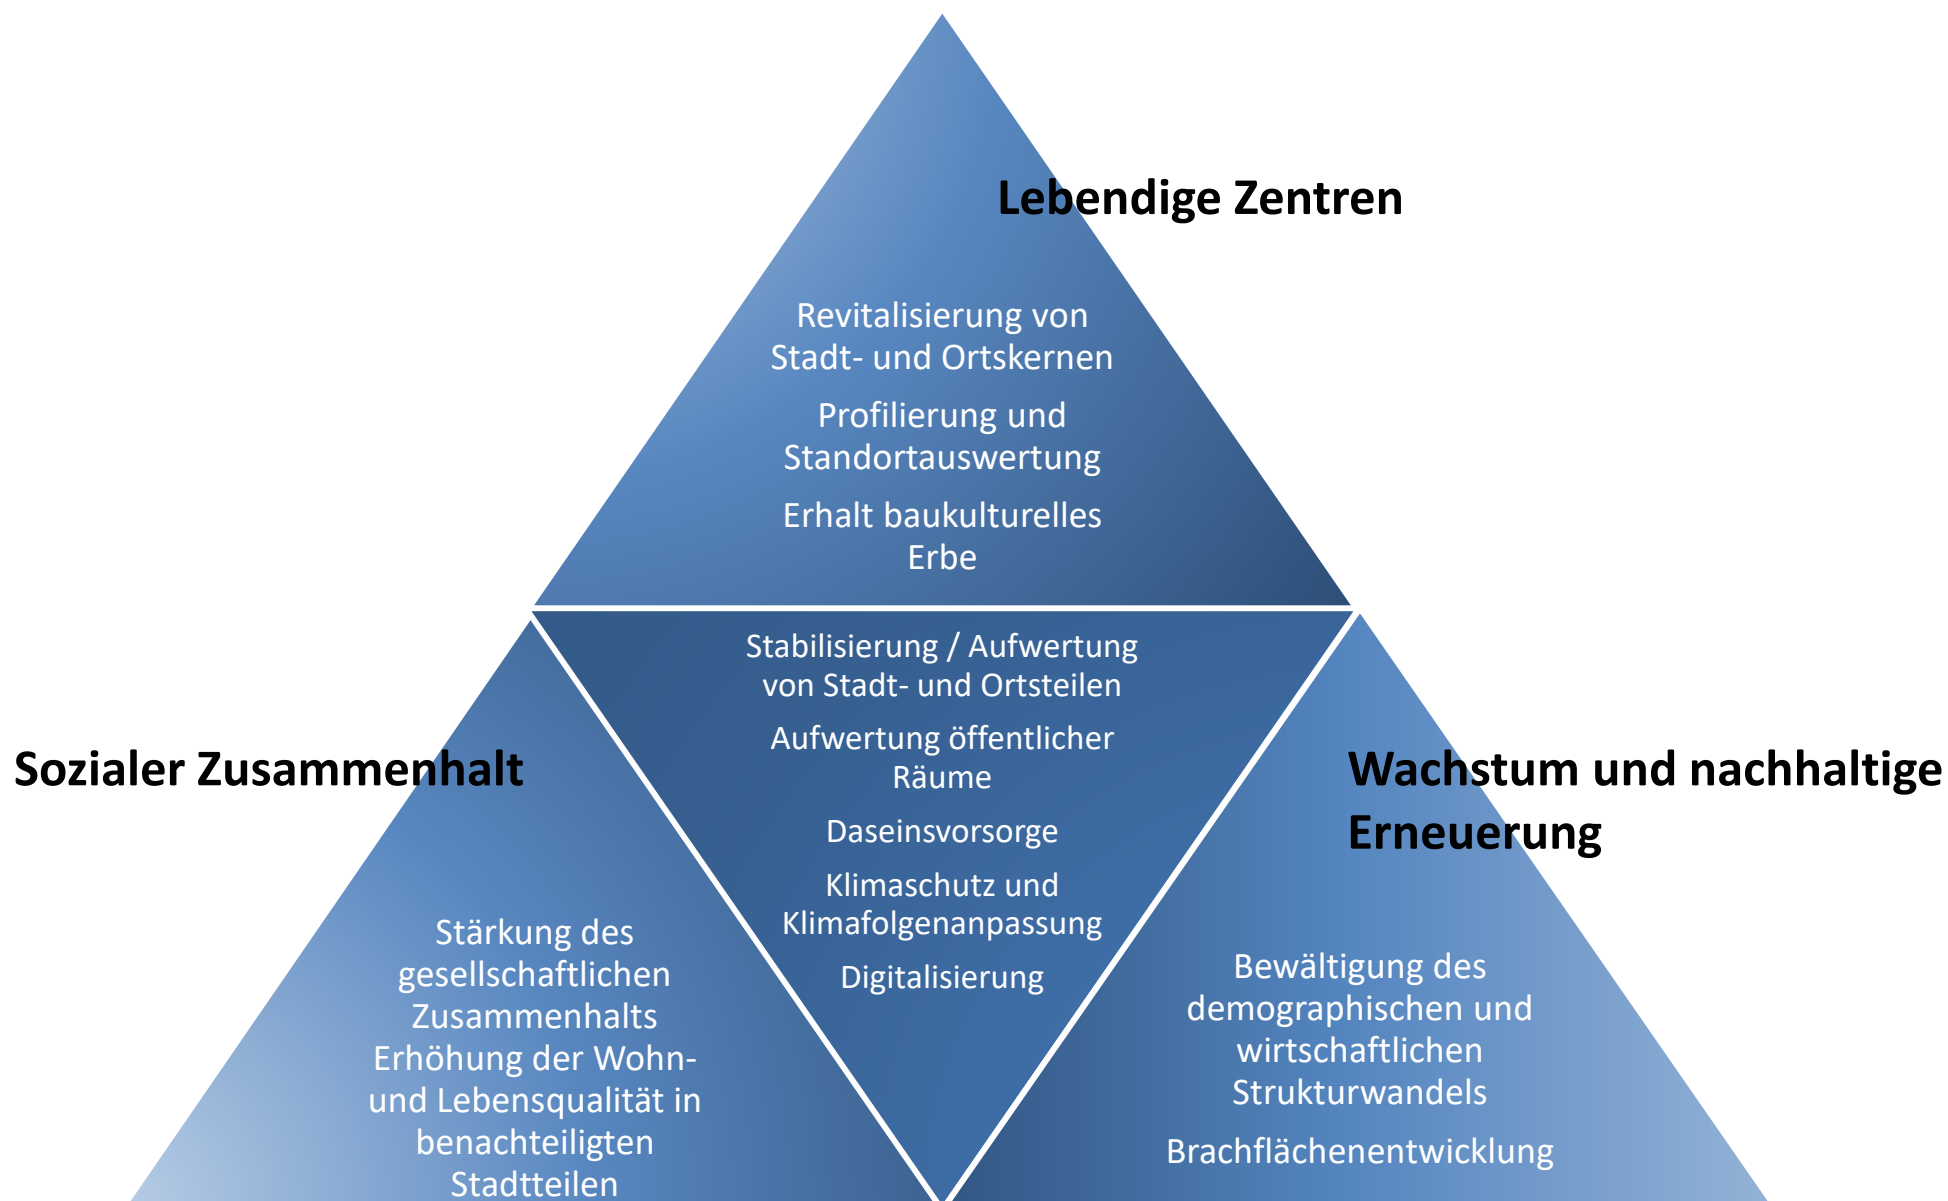 Lebendige Zentren
Revitalisierung von
Stadt- und Ortskernen
Profilierung und
Standortauswertung
Erhalt baukulturelles
Erbe
Stabilisierung / Aufwertung
von Stadt- und Ortsteilen
Aufwertung öffentlicher
Räume
Daseinsvorsorge
Klimaschutz und
Klimafolgenanpassung
Digitalisierung
Sozialer Zusammenhalt
Stärkung des
gesellschaftlichen
Zusammenhalts
Erhöhung der Wohn-
und Lebensqualität in
benachteiligten
Stadtteilen
Wachstum und nachhaltige
Erneuerung
Bewältigung des
demographischen und
wirtschaftlichen
Strukturwandels
Brachflächenentwicklung